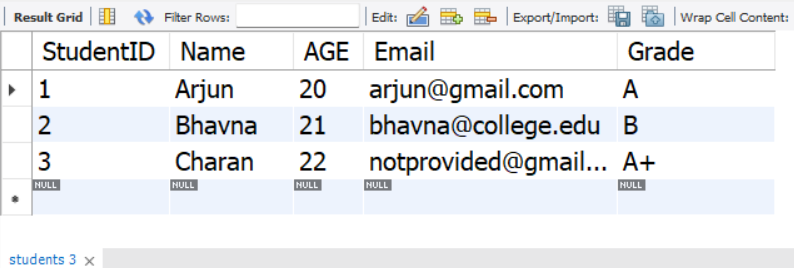 Result Grid Filter Rows: Edit: Export/Import: Wrap Cell Content:
StudentID Name AGE Email Grade
1 Arjun 20 arjun@gmail.com A
2 Bhavna 21 bhavna@college.edu B
3 Charan 22 notprovided@gmail... A+
NULL NULL NULL NULL NULL
students 3